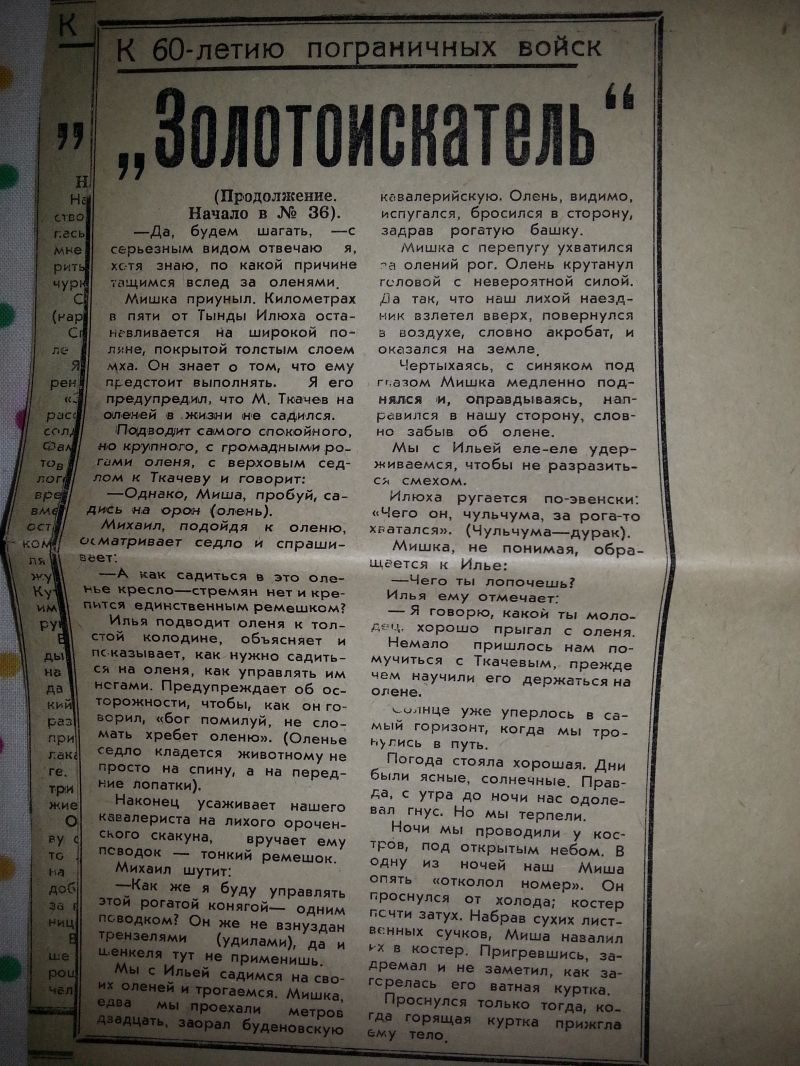 К 60-летию пограничных войск
„Золотоискатель“
(Продолжение.
Начало в № 36).
—Да, будем шагать, —с
серьезным видом отвечаю я,
хотя знаю, по какой причине
тащимся вслед за оленями.
Мишка приуныл. Километрах
в пяти от Тынды Илюха оста-
навливается на широкой по-
ляне, покрытой толстым слоем
мха. Он знает о том, что ему
предстоит выполнять. Я его
предупредил, что М. Ткачев на
оленей в жизни не садился.
Подводит самого спокойного,
но крупного, с громадными ро-
гами оленя, с верховым сед-
лом к Ткачеву и говорит:
—Однако, Миша, пробуй, са-
дись на орон (олень).
Михаил, подойдя к оленю,
осматривает седло и спраши-
вает:
—А как садиться в это оле-
нье кресло—стремян нет и кре-
пится единственным ремешком?
Илья подводит оленя к тол-
стой колодине, объясняет и
показывает, как нужно садить-
ся на оленя, как управлять им
ногами. Предупреждает об ос-
торожности, чтобы, как он го-
ворил, «бог помилуй, не сло-
мать хребет оленю». (Оленье
седло кладется животному не
просто на спину, а на перед-
ние лопатки).
Наконец усаживает нашего
кавалериста на лихого орочен-
ского скакуна, вручает ему
поводок — тонкий ремешок.
Михаил шутит:
—Как же я буду управлять
этой рогатой конягой— одним
поводком? Он же не взнуздан
трензелями (удилами), да и
шенкеля тут не применишь.
Мы с Ильей садимся на сво-
их оленей и трогаемся. Мишка,
едва мы проехали метров
двадцать, заорал буденовскую
кавалерийскую. Олень, видимо,
испугался, бросился в сторону,
задрав рогатую башку.
Мишка с перепугу ухватился
за олений рог. Олень крутанул
головой с невероятной силой.
Да так, что наш лихой наезд-
ник взлетел вверх, повернулся
в воздухе, словно акробат, и
оказался на земле.
Чертыхаясь, с синяком под
глазом Мишка медленно под-
нялся и, оправдываясь, нап-
равился в нашу сторону, слов-
но забыв об олене.
Мы с Ильей еле-еле удер-
живаемся, чтобы не разразить-
ся смехом.
Илюха ругается по-эвенски:
«Чего он, чульчума, за рога-то
хватался». (Чульчума—дурак).
Мишка, не понимая, обра-
щается к Илье:
—Чего ты лопочешь?
Илья ему отмечает:
— Я говорю, какой ты моло-
дец, хорошо прыгал с оленя.
Немало пришлось нам по-
мучиться с Ткачевым, прежде
чем научили его держаться на
олене.
Солнце уже уперлось в са-
мый горизонт, когда мы тро-
нулись в путь.
Погода стояла хорошая. Дни
были ясные, солнечные. Прав-
да, с утра до ночи нас одоле-
вал гнус. Но мы терпели.
Ночи мы проводили у кос-
тров, под открытым небом. В
одну из ночей наш Миша
опять «отколол номер». Он
проснулся от холода; костер
почти затух. Набрав сухих лист-
венных сучков, Миша навалил
их в костер. Пригревшись, за-
дремал и не заметил, как за-
горелась его ватная куртка.
Проснулся только тогда, ко-
гда горящая куртка прижгла
ему тело.